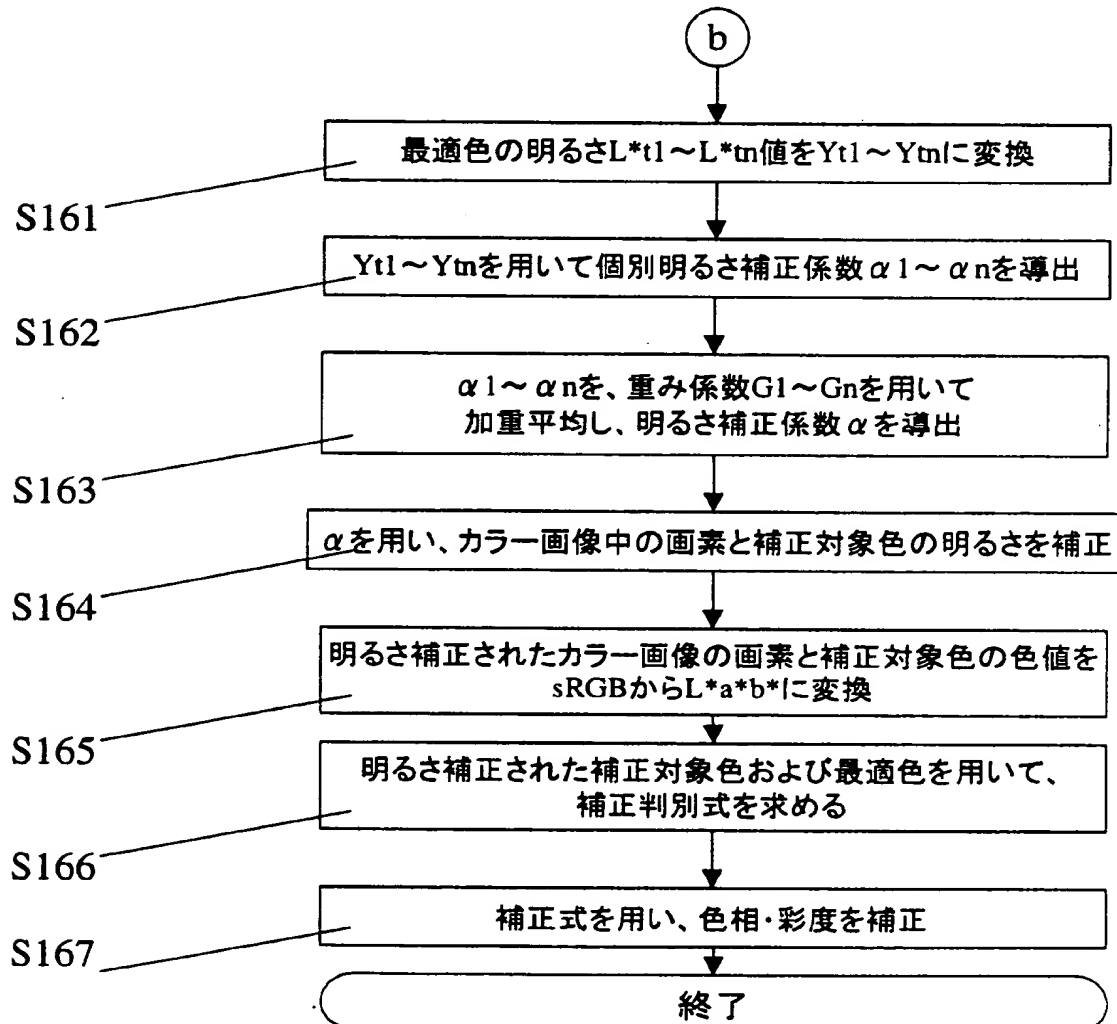 b
最適色の明るさL*t1～L*tn値をYt1～Ytnに変換
S161
Yt1～Ytnを用いて個別明るさ補正係数α1～αnを導出
S162
α1～αnを、重み係数G1～Gnを用いて
加重平均し、明るさ補正係数αを導出
S163
αを用い、カラー画像中の画素と補正対象色の明るさを補正
S164
明るさ補正されたカラー画像の画素と補正対象色の色値を
sRGBからL*a*b*に変換
S165
明るさ補正された補正対象色および最適色を用いて、
補正判別式を求める
S166
補正式を用い、色相・彩度を補正
S167
終了